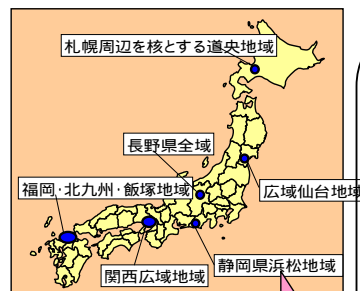 札幌周辺を核とする道央地域
長野県全域
福岡・北九州・飯塚地域
広域仙台地域
関西広域地域
静岡県浜松地域